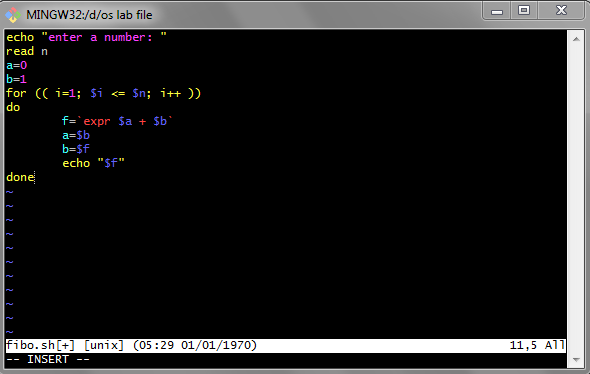 MINGW32:/d/os lab file
echo "enter a number: "
read n
a=0
b=1
for (( i=1; $i <= $n; i++ ))
do
        f=`expr $a + $b`
        a=$b
        b=$f
        echo "$f"
done
~
~
~
~
~
~
~
~
~
~
~
fibo.sh[+] [unix] (05:29 01/01/1970) 11,5 All
-- INSERT --